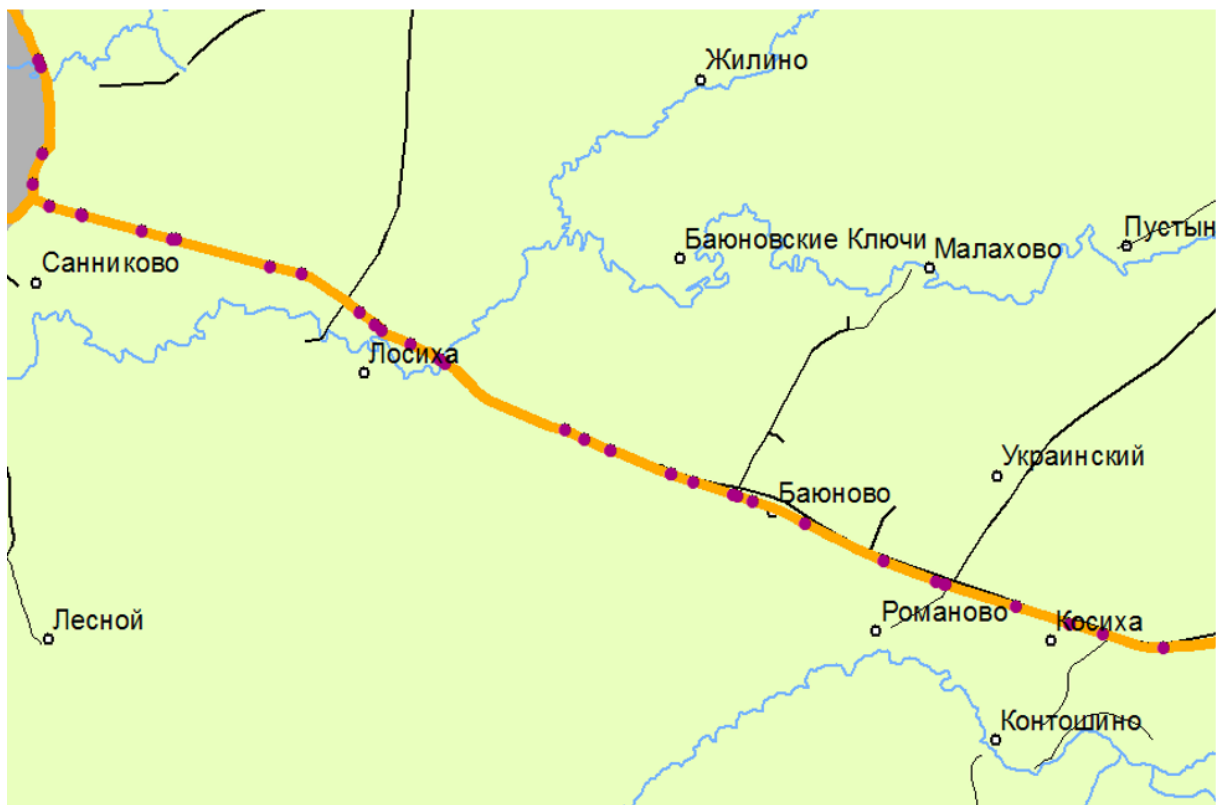 Жилино
Пустын
Баюновские Ключи
Малахово
Санниково
Лосиха
Украинский
Баюново
Лесной
Романово
Косиха
Контошино